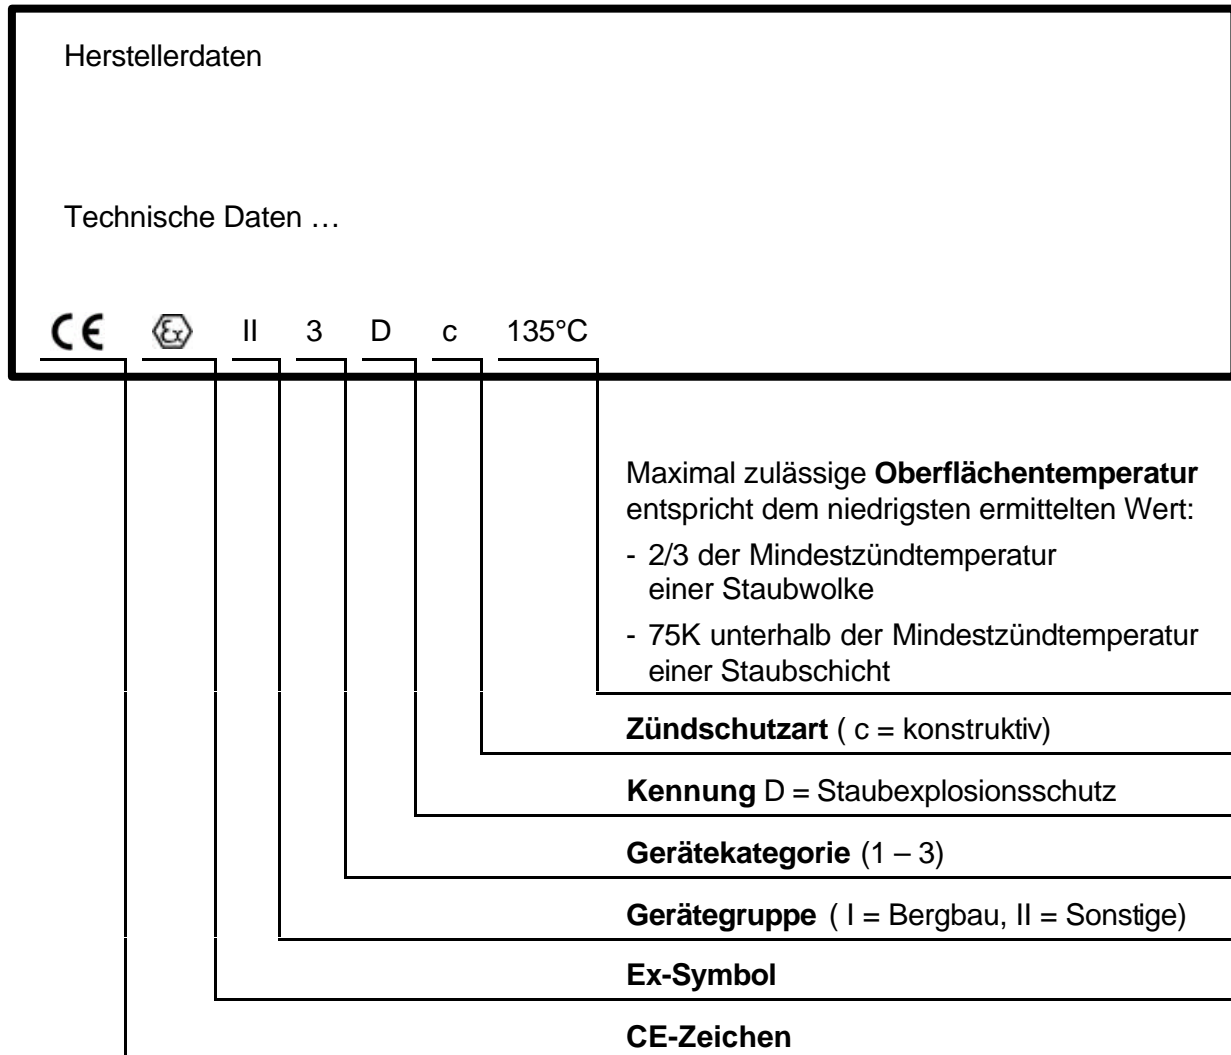 Herstellerdaten
Technische Daten …
CE Ex II 3 D c 135°C
Maximal zulässige Oberflächentemperatur
entspricht dem niedrigsten ermittelten Wert:
- 2/3 der Mindestzündtemperatur
einer Staubwolke
- 75K unterhalb der Mindestzündtemperatur
einer Staubschicht
Zündschutzart ( c = konstruktiv)
Kennung D = Staubexplosionsschutz
Gerätekategorie (1 – 3)
Gerätegruppe ( I = Bergbau, II = Sonstige)
Ex-Symbol
CE-Zeichen